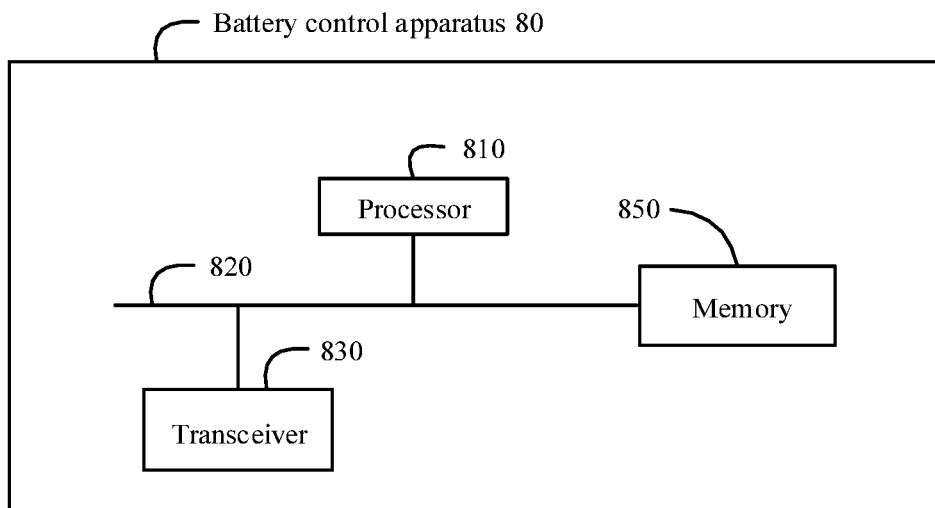 Battery control apparatus 80
810
Processor
850
820
Memory
830
Transceiver